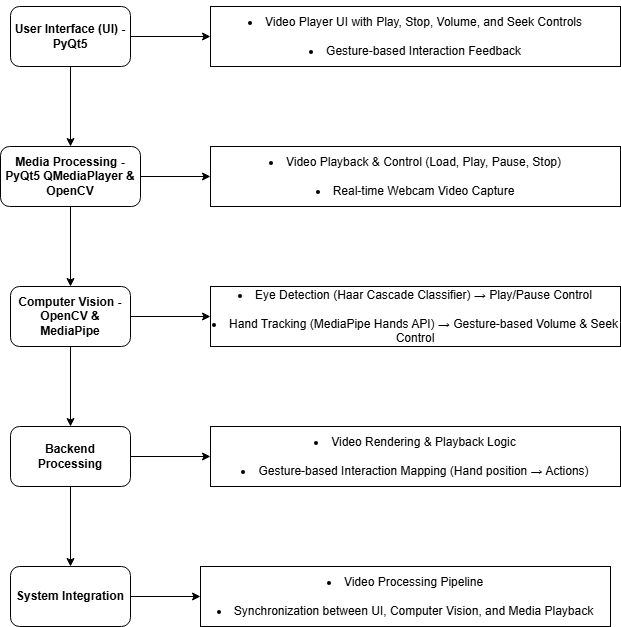 User Interface (UI) -
PyQt5
• Video Player UI with Play, Stop, Volume, and Seek Controls
• Gesture-based Interaction Feedback
Media Processing -
PyQt5 QMediaPlayer &
OpenCV
• Video Playback & Control (Load, Play, Pause, Stop)
• Real-time Webcam Video Capture
Computer Vision -
OpenCV &
MediaPipe
• Eye Detection (Haar Cascade Classifier) → Play/Pause Control
• Hand Tracking (MediaPipe Hands API) → Gesture-based Volume & Seek
Control
Backend
Processing
• Video Rendering & Playback Logic
• Gesture-based Interaction Mapping (Hand position → Actions)
System Integration
• Video Processing Pipeline
• Synchronization between UI, Computer Vision, and Media Playback